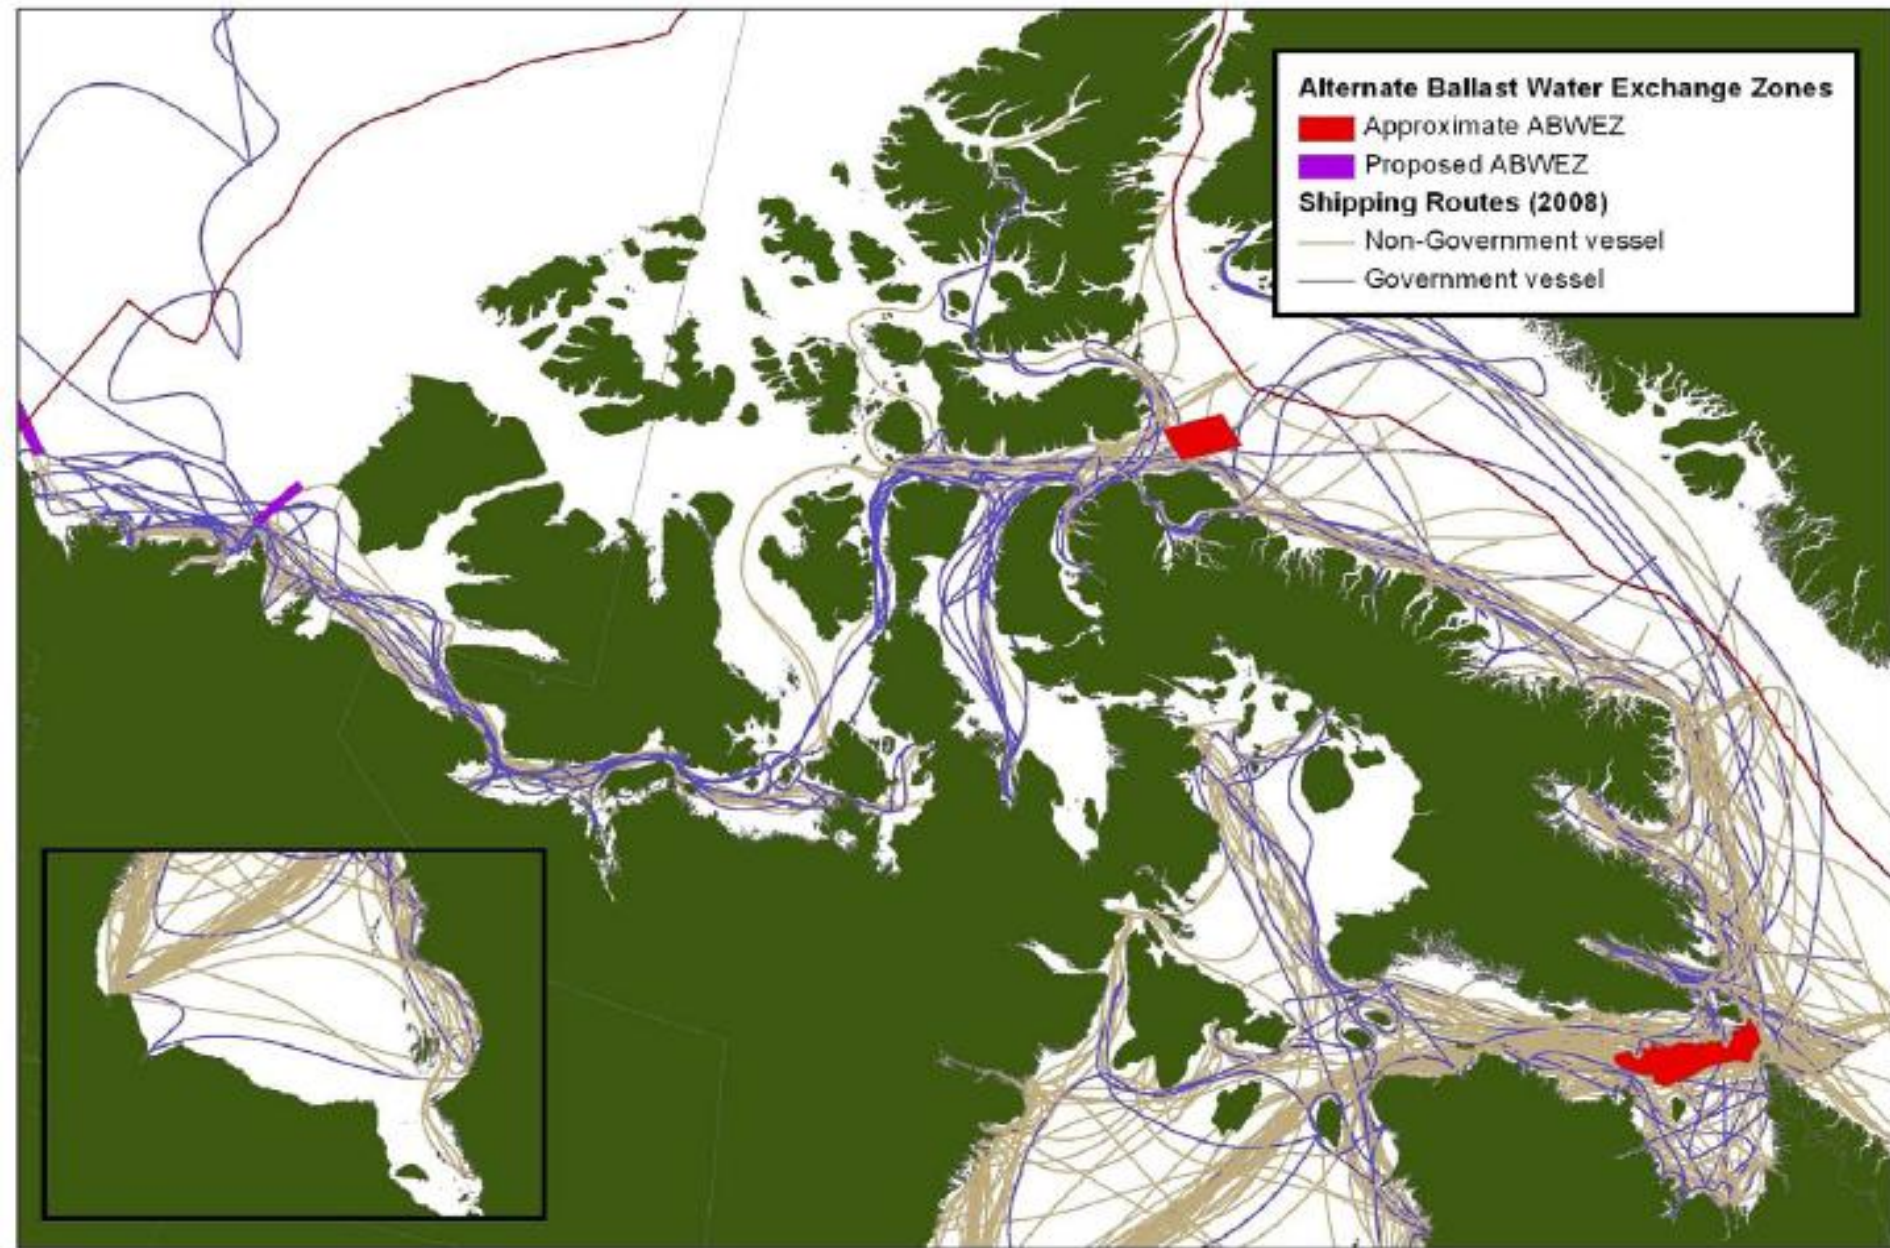 Alternate Ballast Water Exchange Zones
Approximate ABWEZ
Proposed ABWEZ
Shipping Routes (2008)
Non-Government vessel
Government vessel